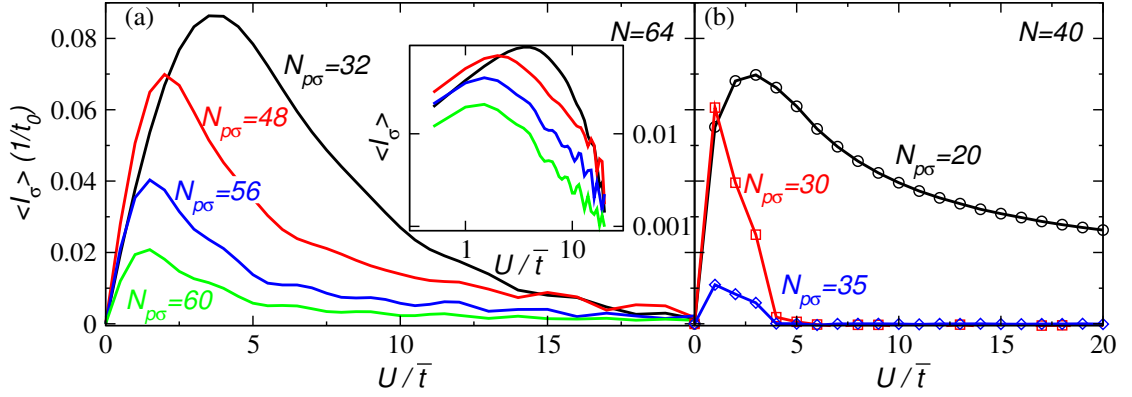 (a)
N=64
<I_σ> (1/t_0)
0.08
0.06
0.04
0.02
0
N_pσ=32
N_pσ=48
N_pσ=56
N_pσ=60
0
5
10
15
U / t̅
<I_σ>
0.01
0.001
1
10
U / t̅
(b)
N=40
N_pσ=20
N_pσ=30
N_pσ=35
0
5
10
15
20
U / t̅